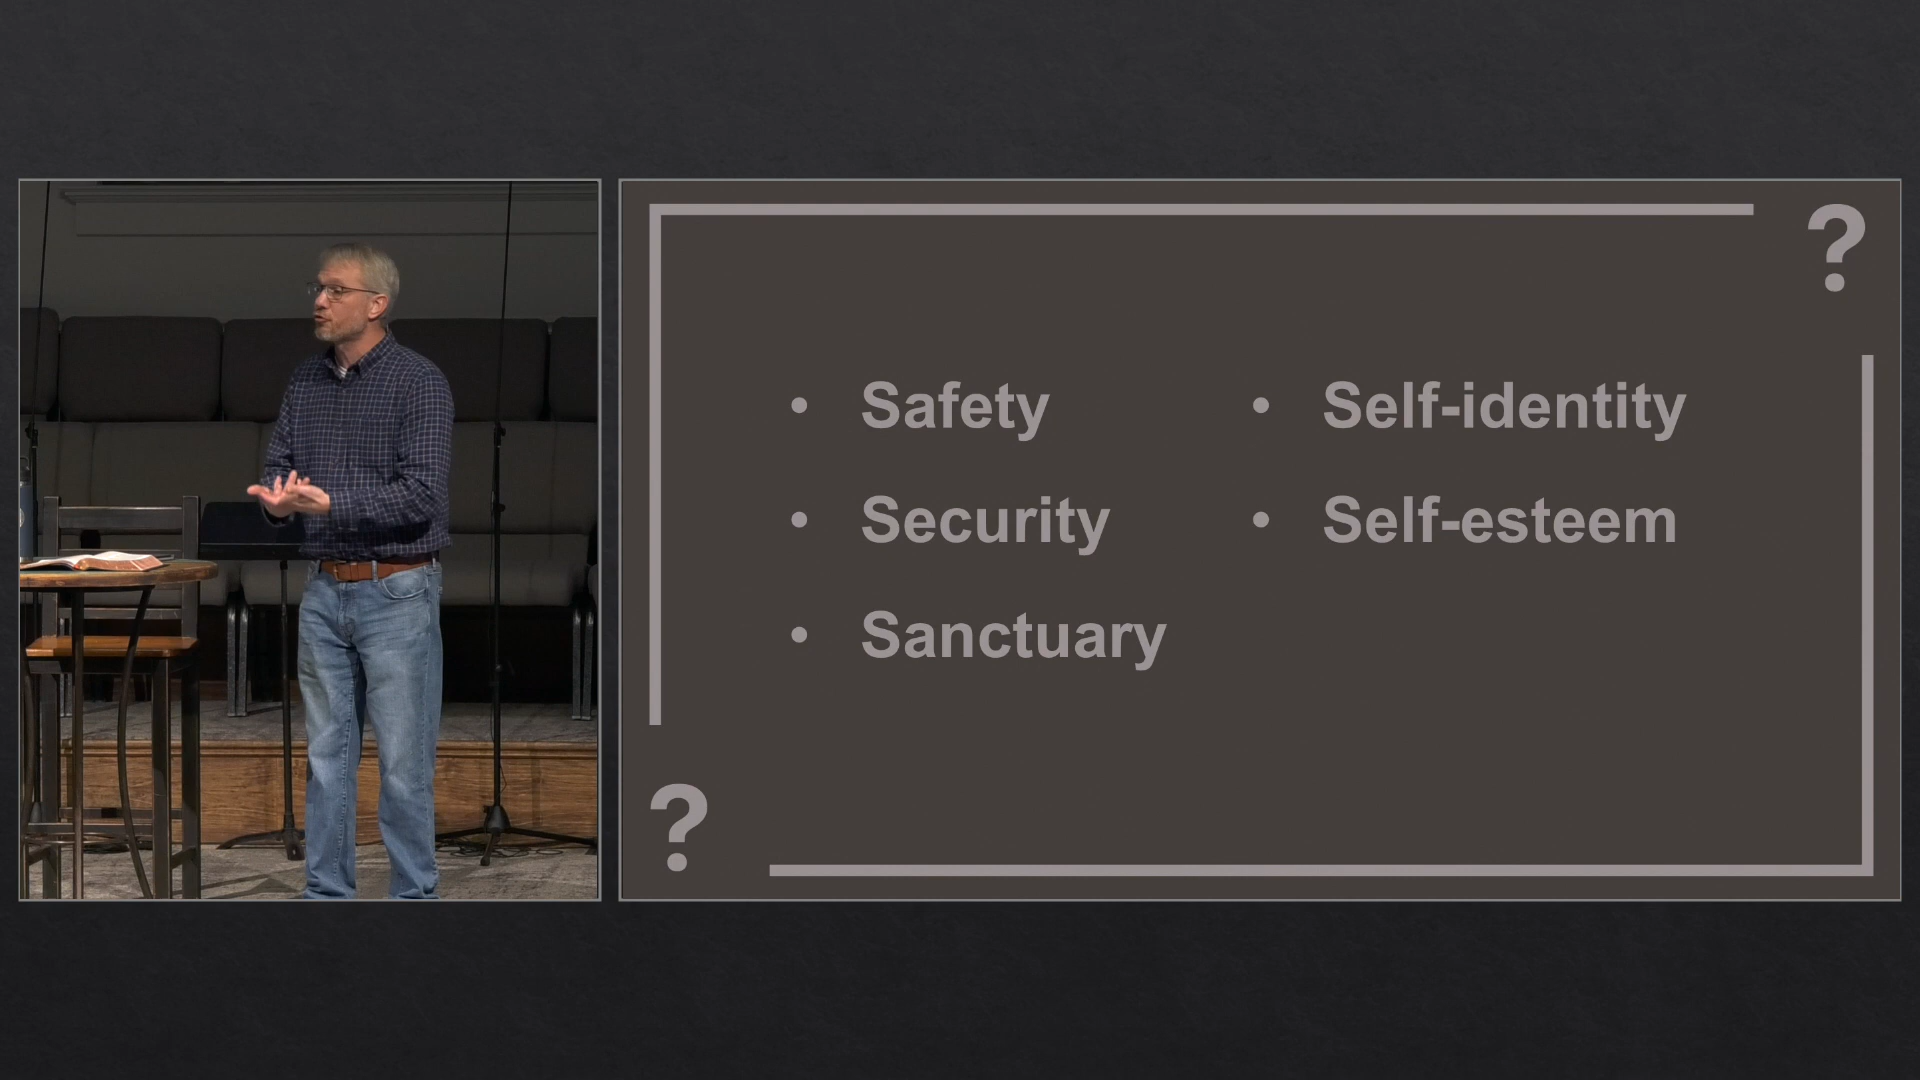 ?
• Safety
• Security
• Sanctuary
• Self-identity
• Self-esteem
?